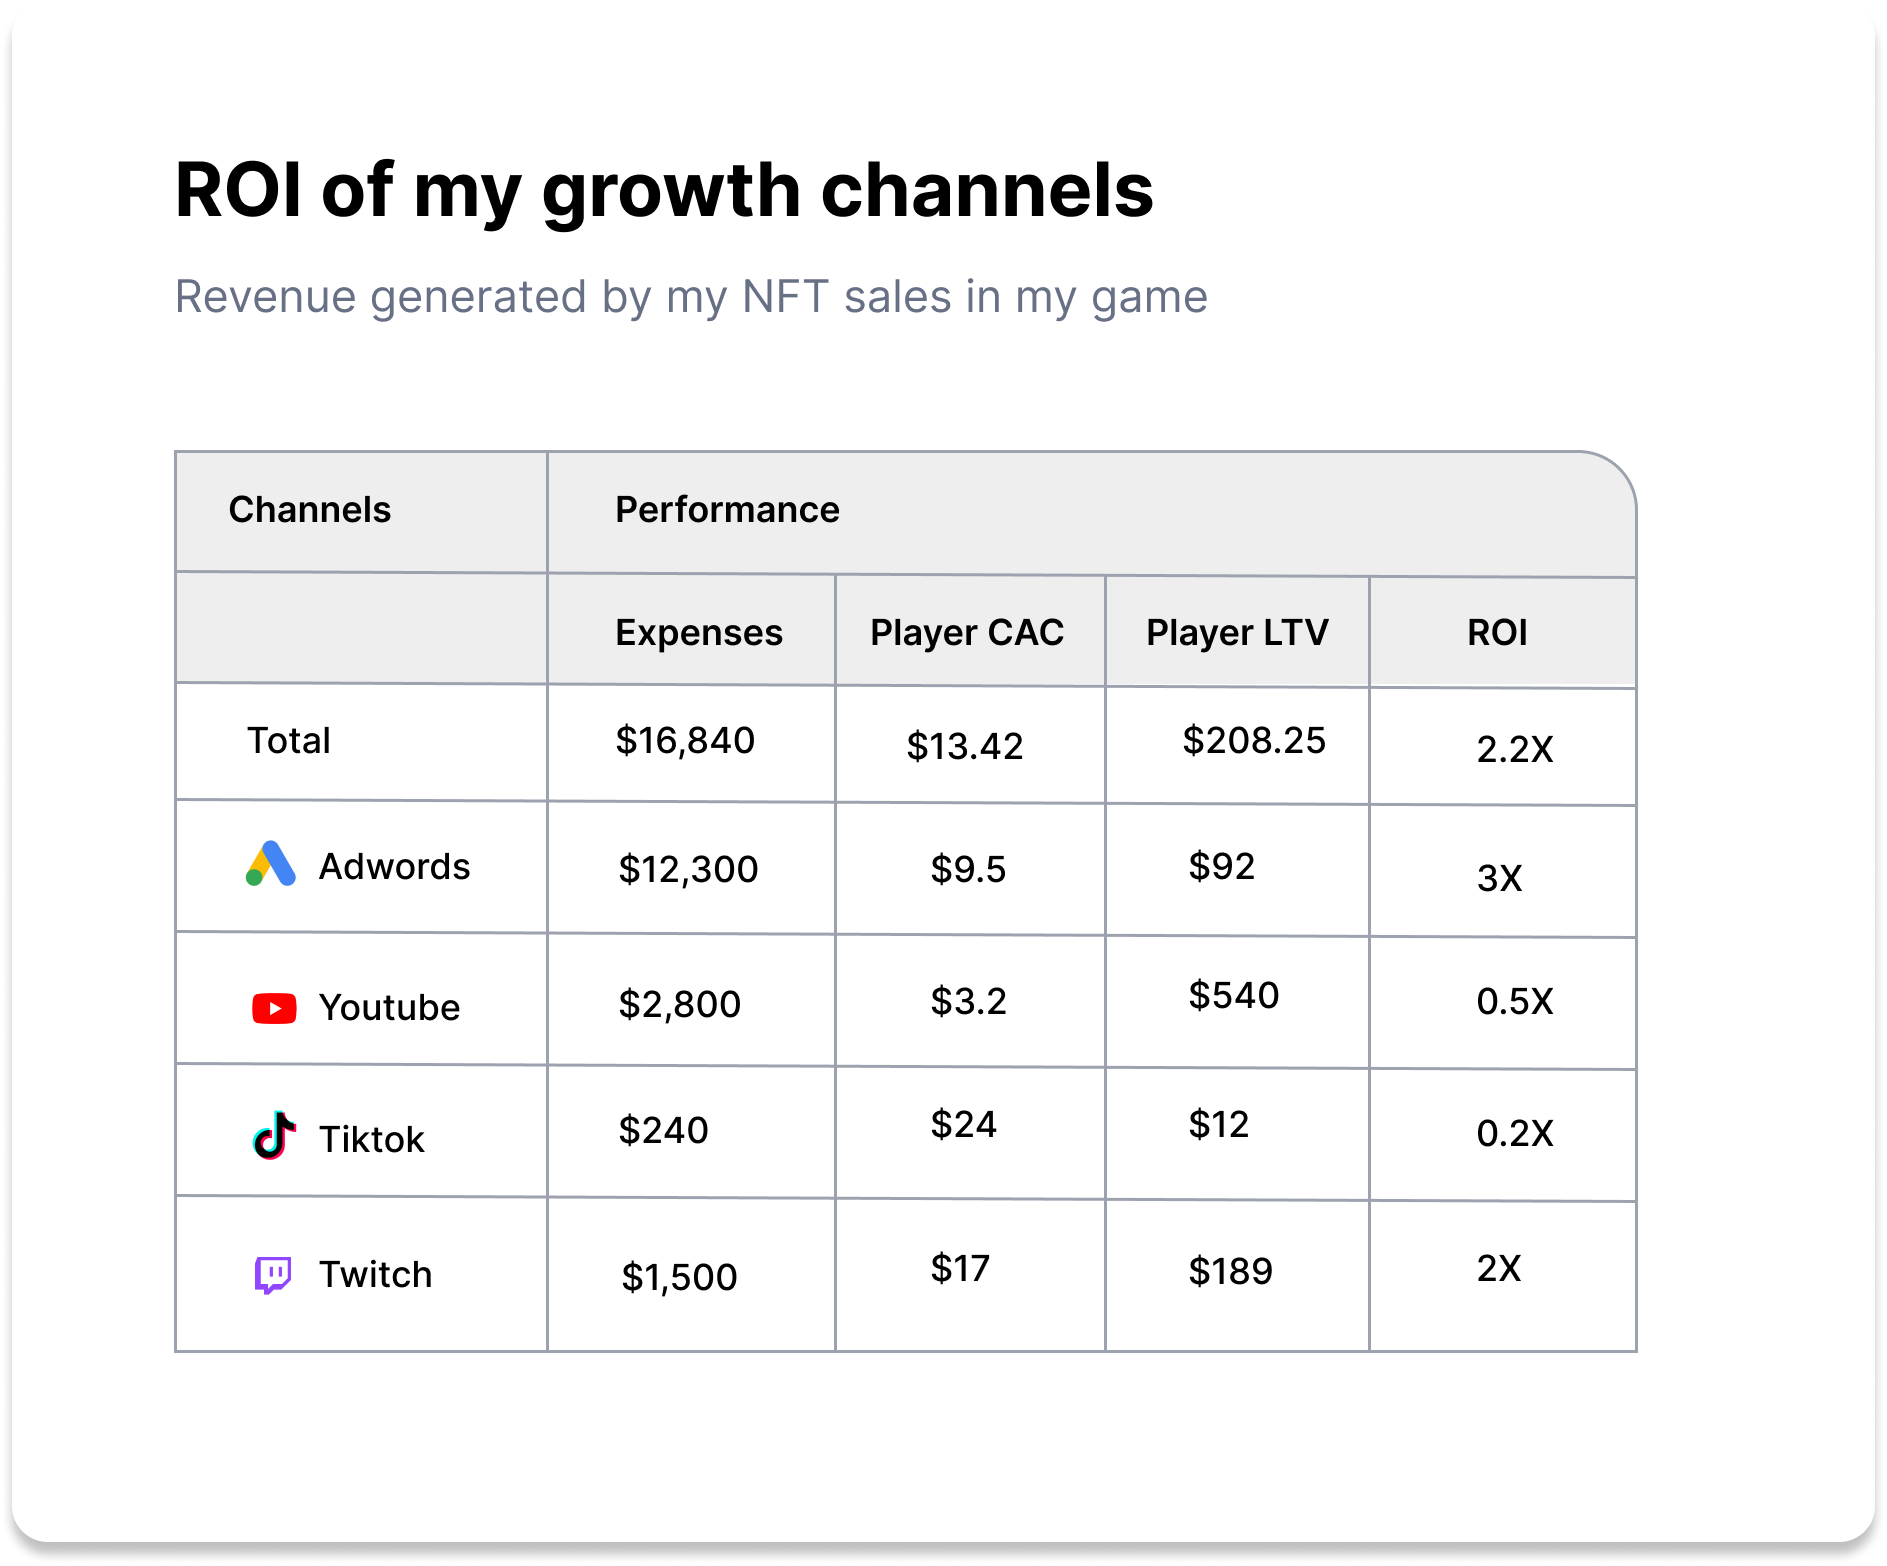 ROI of my growth channels
Revenue generated by my NFT sales in my game
Channels Performance
Expenses Player CAC Player LTV ROI
Total $16,840 $13.42 $208.25 2.2X
Adwords $12,300 $9.5 $92 3X
Youtube $2,800 $3.2 $540 0.5X
Tiktok $240 $24 $12 0.2X
Twitch $1,500 $17 $189 2X